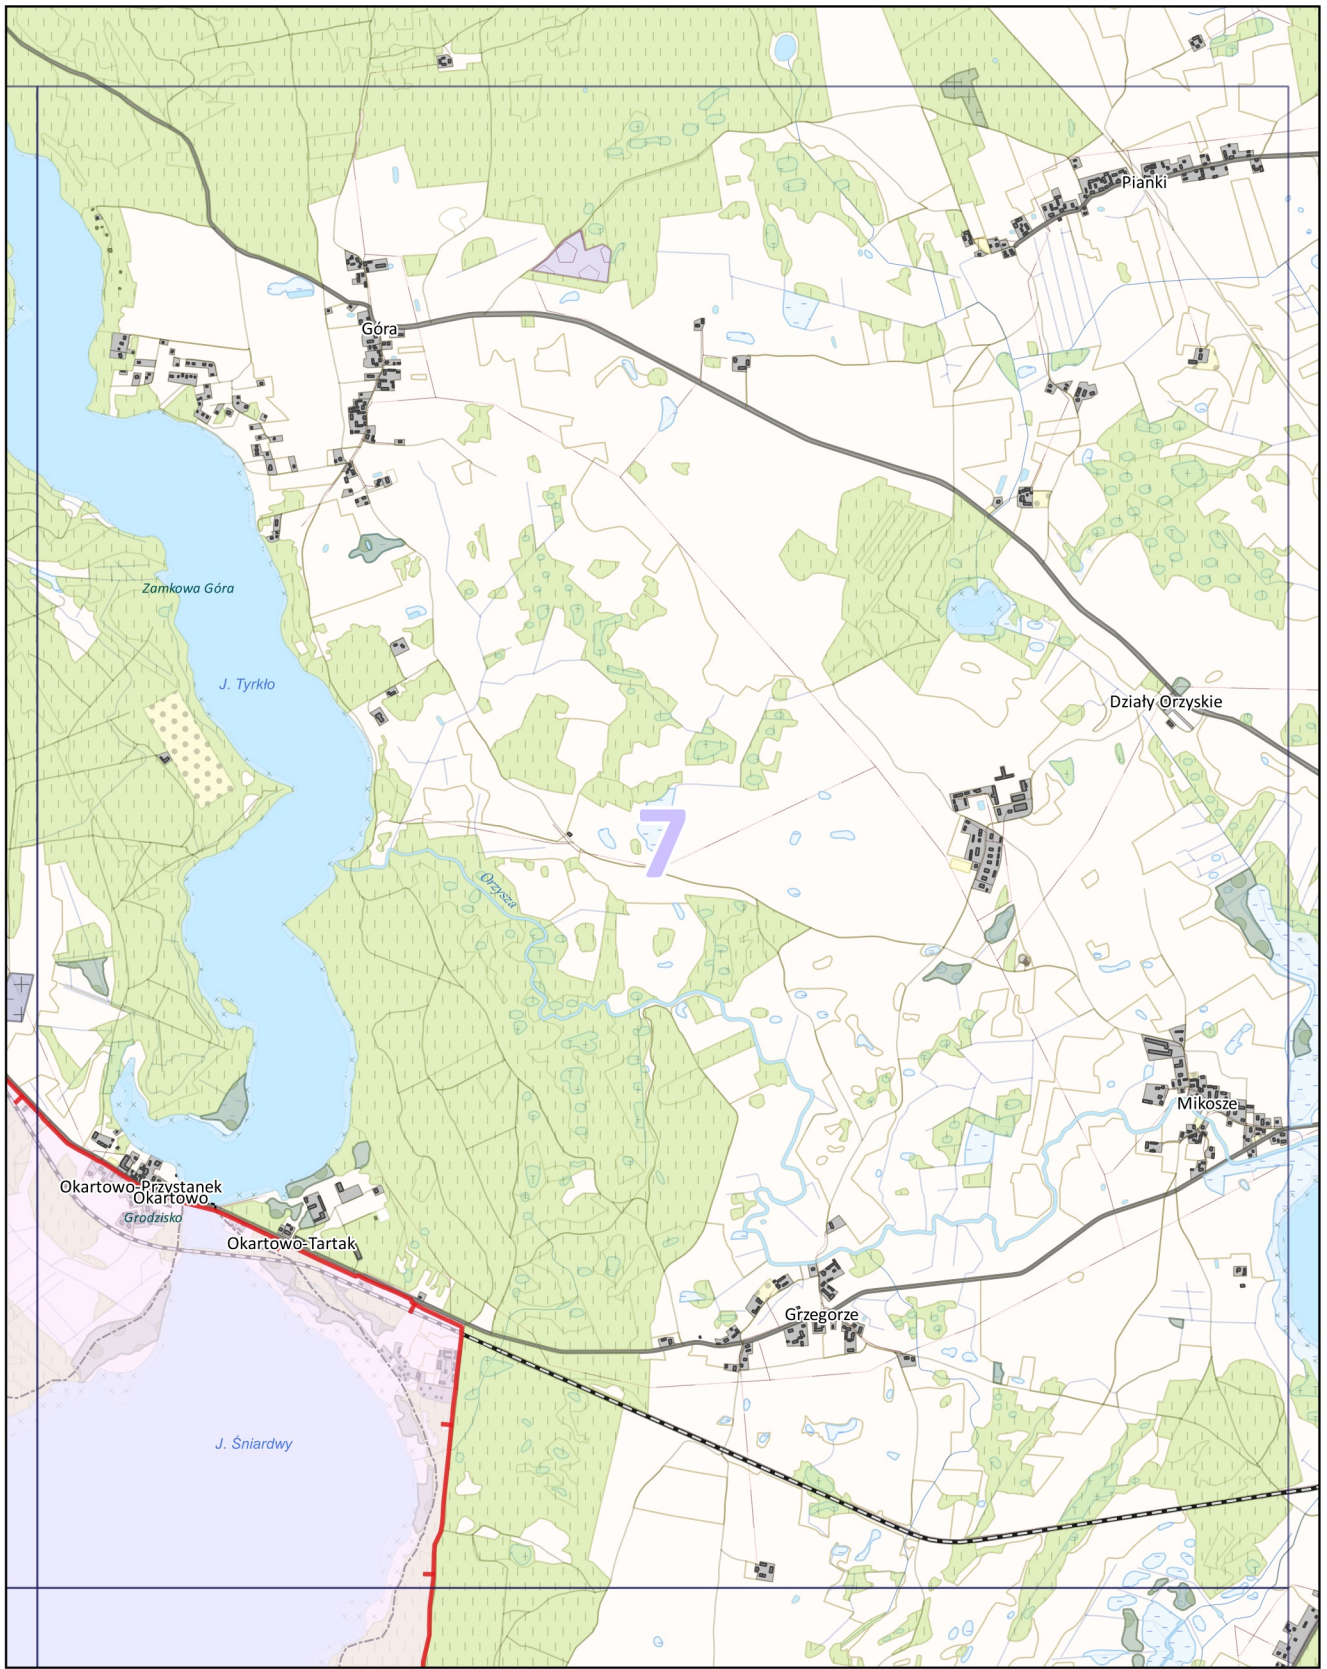 Pianki
Góra
Zamkowa Góra
J. Tyrkło
Działy Orzyskie
7
Orzysza
Mikosze
Okartowo-Przystanek
Okartowo
Grodzisko
Okartowo-Tartak
Grzegorze
J. Śniardwy